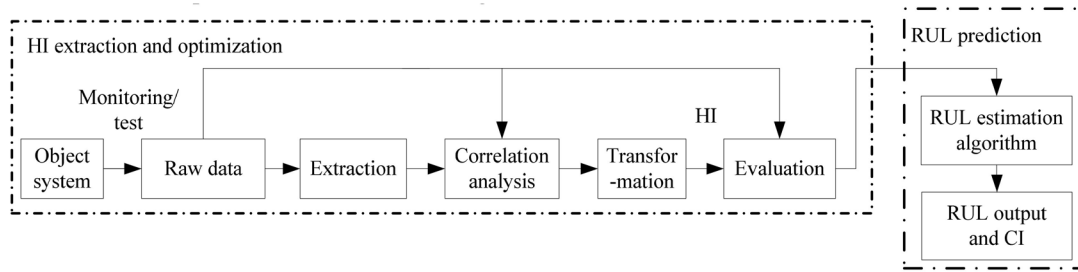 HI extraction and optimization
RUL prediction
Monitoring/
test
HI
Object
system
Raw data
Extraction
Correlation
analysis
Transfor
-mation
Evaluation
RUL estimation
algorithm
RUL output
and CI